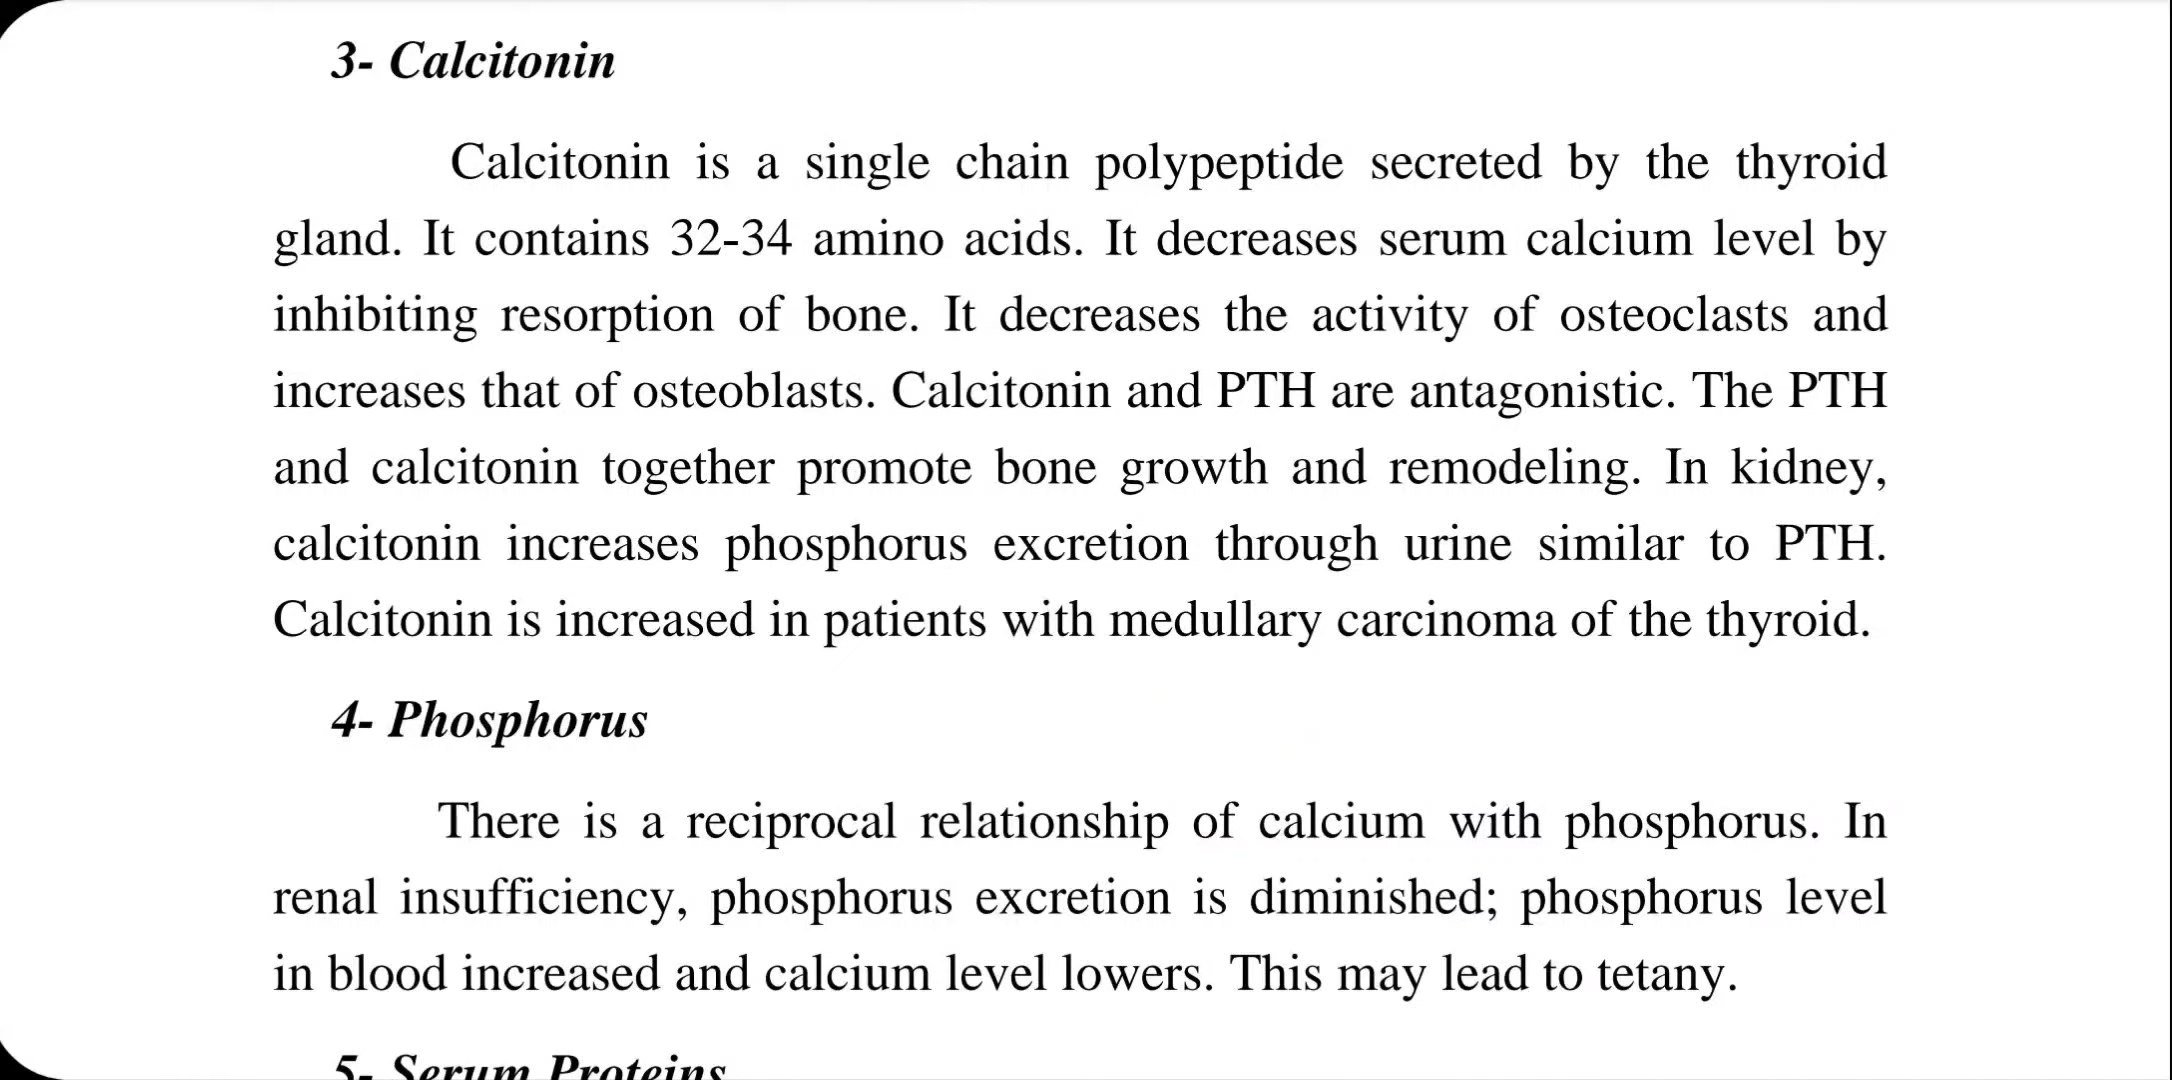 3- Calcitonin
Calcitonin is a single chain polypeptide secreted by the thyroid
gland. It contains 32-34 amino acids. It decreases serum calcium level by
inhibiting resorption of bone. It decreases the activity of osteoclasts and
increases that of osteoblasts. Calcitonin and PTH are antagonistic. The PTH
and calcitonin together promote bone growth and remodeling. In kidney,
calcitonin increases phosphorus excretion through urine similar to PTH.
Calcitonin is increased in patients with medullary carcinoma of the thyroid.
4- Phosphorus
There is a reciprocal relationship of calcium with phosphorus. In
renal insufficiency, phosphorus excretion is diminished; phosphorus level
in blood increased and calcium level lowers. This may lead to tetany.
5- Serum Proteins